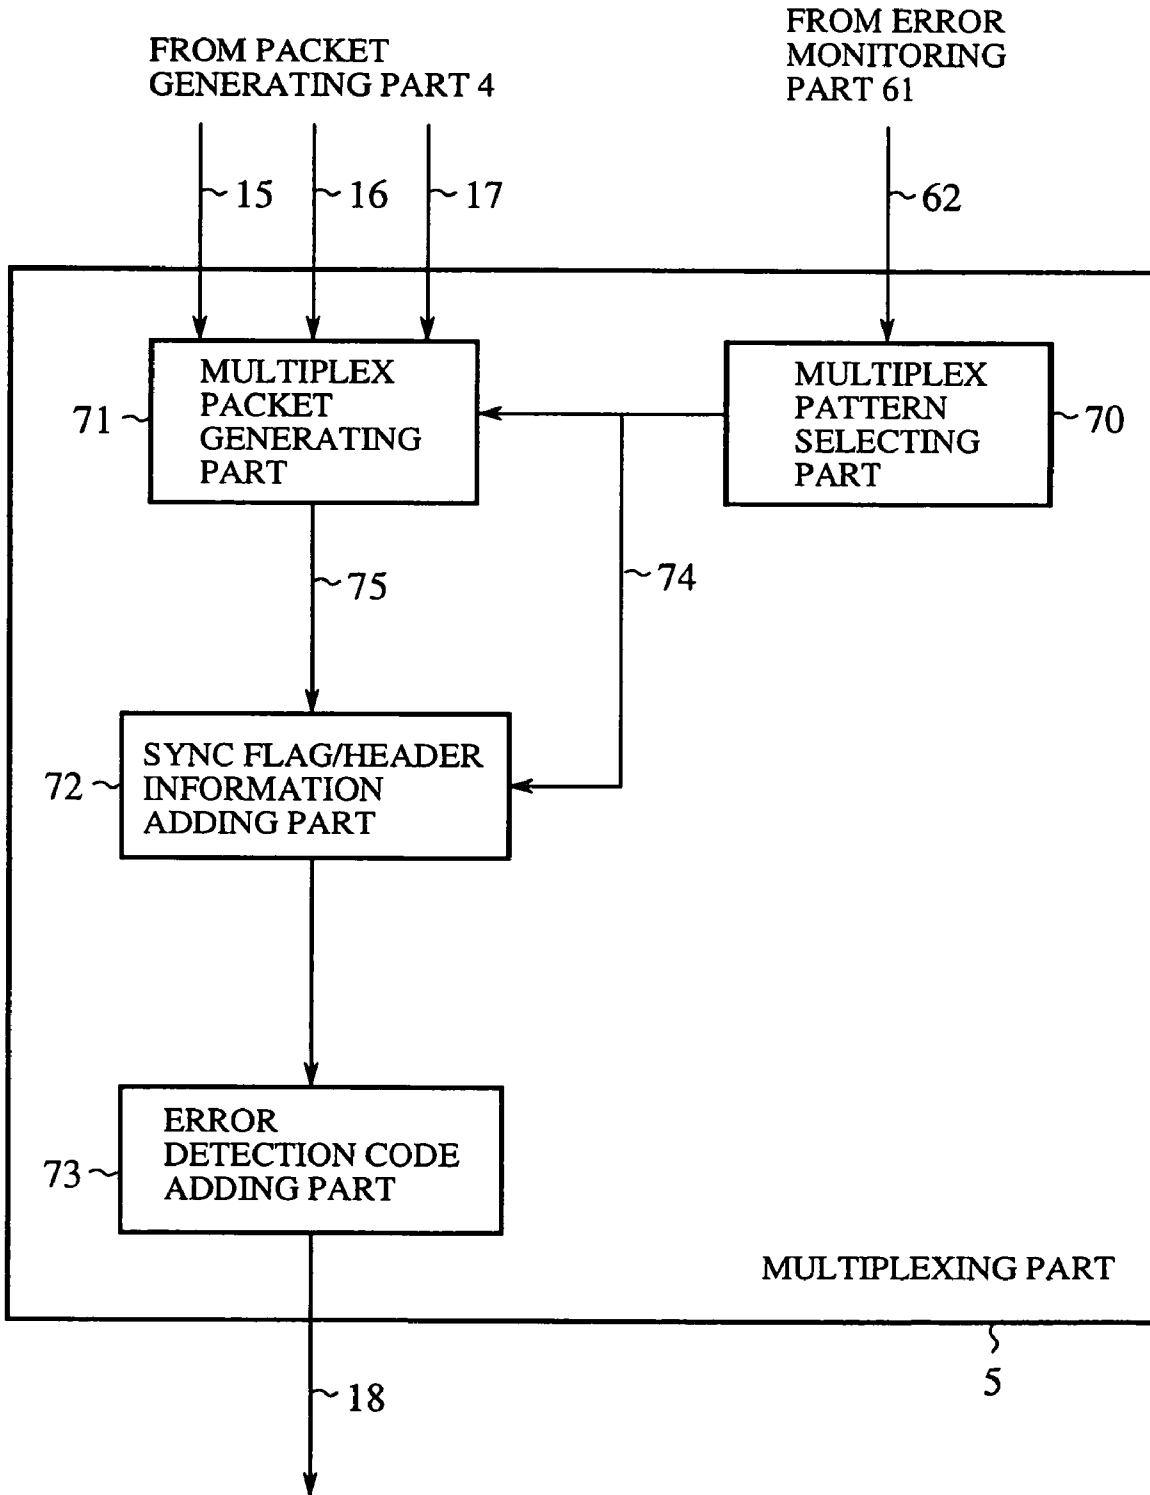 FROM PACKET
GENERATING PART 4
FROM ERROR
MONITORING
PART 61
15
16
17
62
MULTIPLEX
PACKET
GENERATING
PART
71
MULTIPLEX
PATTERN
SELECTING
PART
70
75
74
SYNC FLAG/HEADER
INFORMATION
ADDING PART
72
ERROR
DETECTION CODE
ADDING PART
73
MULTIPLEXING PART
5
18